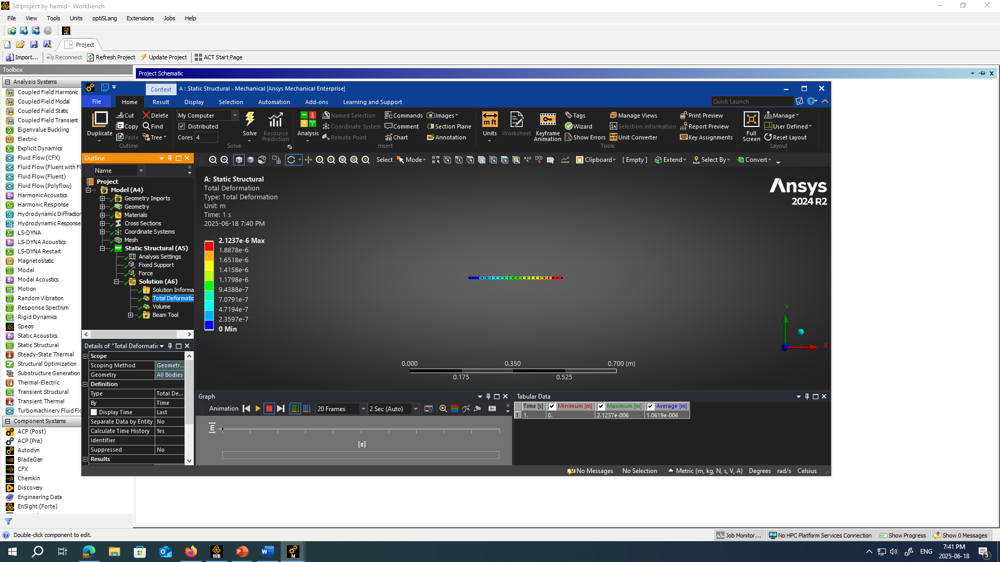 3d project by hamid - Workbench
File View Tools Units optiSLang Extensions Jobs Help
Project
Import... Reconnect Refresh Project Update Project ACT Start Page
Toolbox
Project Schematic
Analysis Systems
Coupled Field Harmonic
Coupled Field Modal
Coupled Field Static
Coupled Field Transient
Eigenvalue Buckling
Electric
Explicit Dynamics
Fluid Flow (CFX)
Fluid Flow (Fluent with Fl
Fluid Flow (Fluent)
Fluid Flow (Polyflow)
Harmonic Acoustics
Harmonic Response
Hydrodynamic Diffraction
Hydrodynamic Response
LS-DYNA
LS-DYNA Acoustics
LS-DYNA Restart
Magnetostatic
Modal
Modal Acoustics
Motion
Random Vibration
Response Spectrum
Rigid Dynamics
Speos
Static Acoustics
Static Structural
Steady-State Thermal
Structural Optimization
Substructure Generation
Thermal-Electric
Transient Structural
Transient Thermal
Turbomachinery Fluid Flo
Component Systems
ACP (Post)
ACP (Pre)
Autodyn
BladeGen
CFX
Chemkin
Discovery
Engineering Data
EnSight (Forte)
Context A : Static Structural - Mechanical [Ansys Mechanical Enterprise]
File Home Result Display Selection Automation Add-ons Learning and Support Quick Launch
Duplicate
Cut Delete
Copy Find
Paste Tree
Outline
My Computer
Distributed
Cores 4
Solve
Resource Prediction
Solve
Analysis
Named Selection Commands Images
Coordinate System Comment Section Plane
Remote Point Chart Annotation
Insert
Units
mft
Worksheet
Keyframe Animation
Tags Manage Views Print Preview
Wizard Selection Information Report Preview
Show Errors Unit Converter Key Assignments
Tools
Full Screen
Manage
User Defined
Reset Layout
Layout
Select Mode Clipboard [ Empty ] Extend Select By Convert
Outline
Name
Project
Model (A4)
Geometry Imports
Geometry
Materials
Cross Sections
Coordinate Systems
Mesh
Static Structural (A5)
Analysis Settings
Fixed Support
Force
Solution (A6)
Solution Informa
Total Deformatio
Volume
Beam Tool
Details of "Total Deformatic
Scope
Scoping Method Geometr...
Geometry All Bodies
Definition
Type Total De...
By Time
Display Time Last
Separate Data by Entity No
Calculate Time History Yes
Identifier
Suppressed No
Results
A: Static Structural
Total Deformation
Type: Total Deformation
Unit: m
Time: 1 s
2025-06-18 7:40 PM
2.1237e-6 Max
1.8878e-6
1.6518e-6
1.4158e-6
1.1798e-6
9.4388e-7
7.0791e-7
4.7194e-7
2.3597e-7
0 Min
Ansys
2024 R2
Y
X
0.000 0.350 0.700 (m)
0.175 0.525
Graph
Animation 20 Frames 2 Sec (Auto)
[m]
[s]
Tabular Data
Time [s] Minimum [m] Maximum [m] Average [m]
1 1. 0. 2.1237e-006 1.0619e-006
No Messages No Selection Metric (m, kg, N, s, V, A) Degrees rad/s Celsius
Double-click component to edit.
Job Monitor... No HPC Platform Services Connection Show Progress Show 0 Messages
WB
M
ENG
7:41 PM
2025-06-18
5